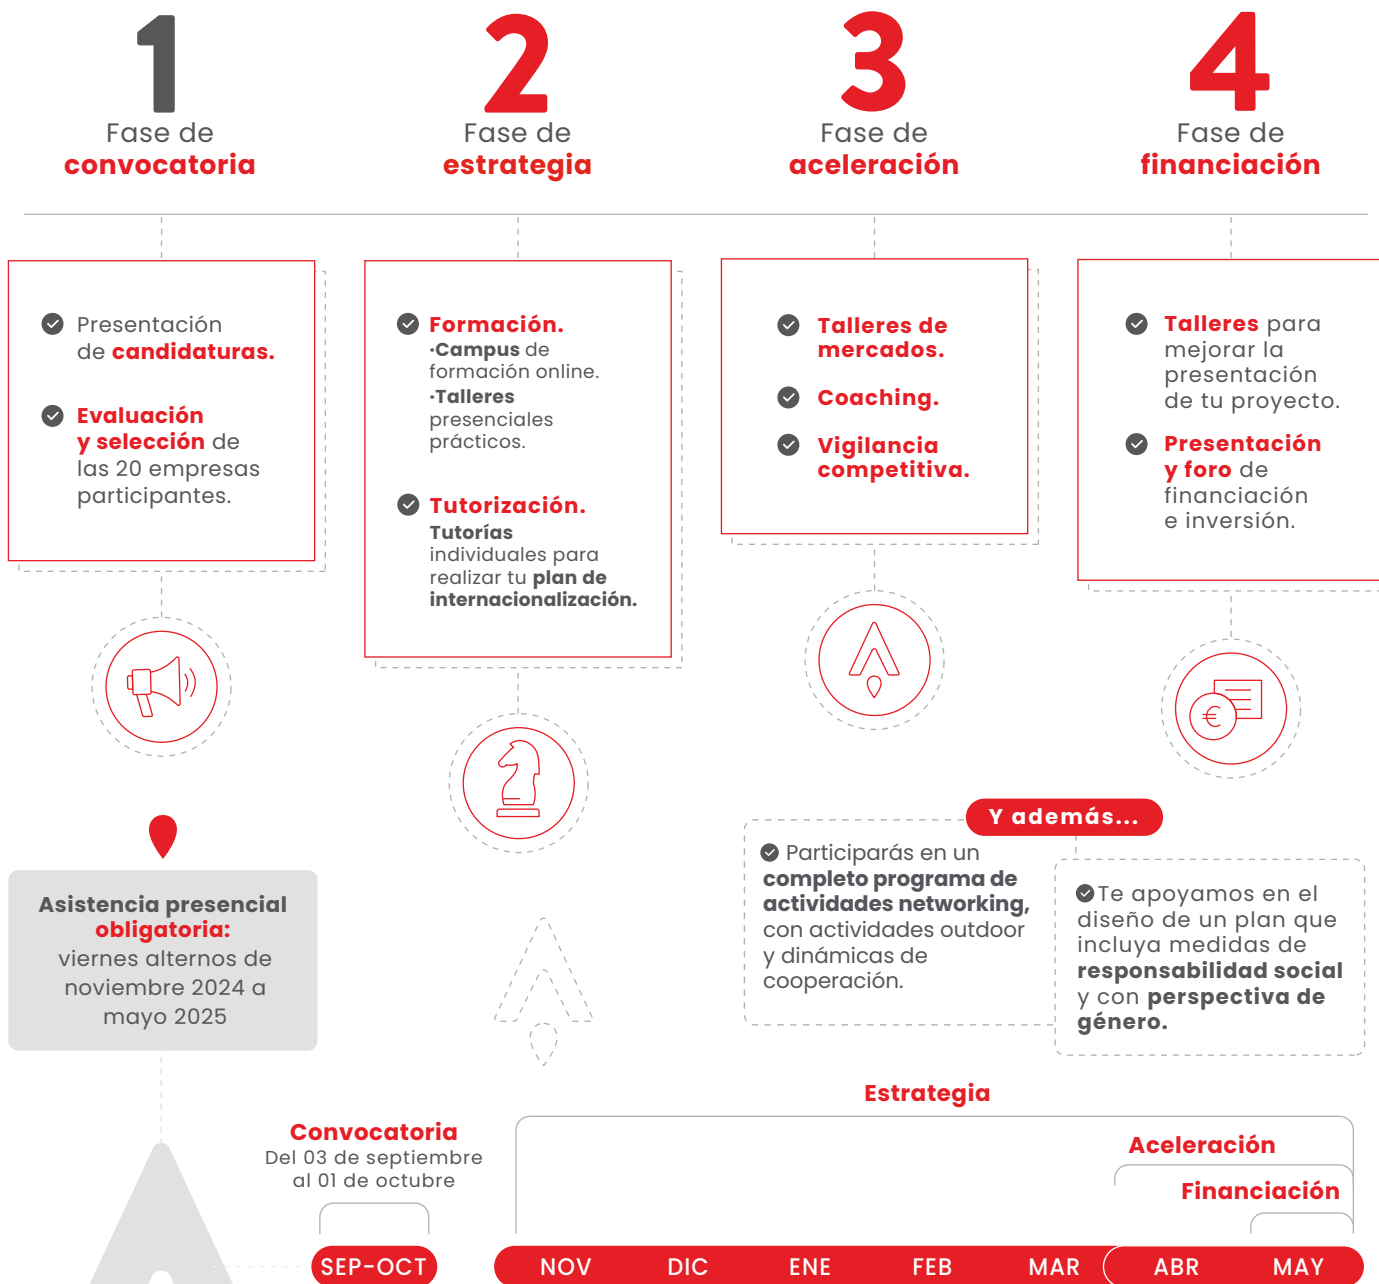 1
Fase de
convocatoria
2
Fase de
estrategia
3
Fase de
aceleración
4
Fase de
financiación
Presentación
de candidaturas.
Evaluación
y selección de
las 20 empresas
participantes.
Formación.
·Campus de
formación online.
·Talleres
presenciales
prácticos.
Tutorización.
Tutorías
individuales para
realizar tu plan de
internacionalización.
Talleres de
mercados.
Coaching.
Vigilancia
competitiva.
Talleres para
mejorar la
presentación
de tu proyecto.
Presentación
y foro de
financiación
e inversión.
€
Asistencia presencial
obligatoria:
viernes alternos de
noviembre 2024 a
mayo 2025
Y además...
Participarás en un
completo programa de
actividades networking,
con actividades outdoor
y dinámicas de
cooperación.
Te apoyamos en el
diseño de un plan que
incluya medidas de
responsabilidad social
y con perspectiva de
género.
Estrategia
Convocatoria
Del 03 de septiembre
al 01 de octubre
Aceleración
Financiación
SEP-OCT NOV DIC ENE FEB MAR ABR MAY